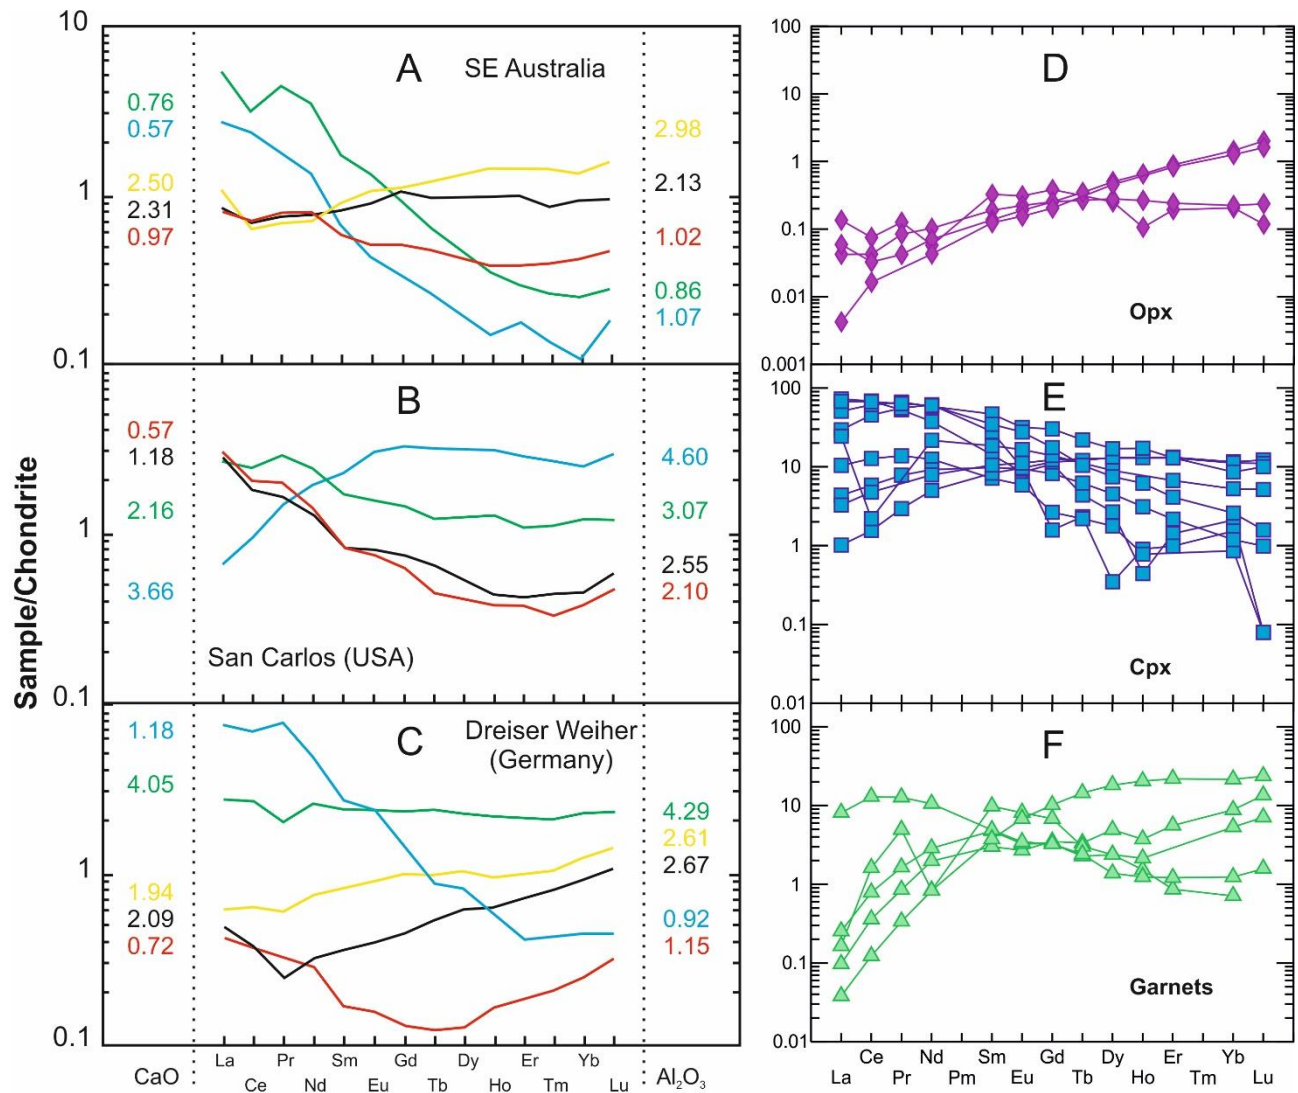 Sample/Chondrite
10
1
0.1
A
SE Australia
0.76
0.57
2.50
2.31
0.97
2.98
2.13
1.02
0.86
1.07
B
San Carlos (USA)
1
0.1
0.57
1.18
2.16
3.66
4.60
3.07
2.55
2.10
C
Dreiser Weiher
(Germany)
1
0.1
1.18
4.05
1.94
2.09
0.72
4.29
2.61
2.67
0.92
1.15
La Pr Sm Gd Dy Er Yb
Ce Nd Eu Tb Ho Tm Lu
CaO
Al₂O₃
D
100
10
1
0.1
0.01
0.001
Opx
E
100
10
1
0.1
0.01
Cpx
F
100
10
1
0.1
0.01
Garnets
Ce Nd Sm Gd Dy Er Yb
La Pr Pm Eu Tb Ho Tm Lu